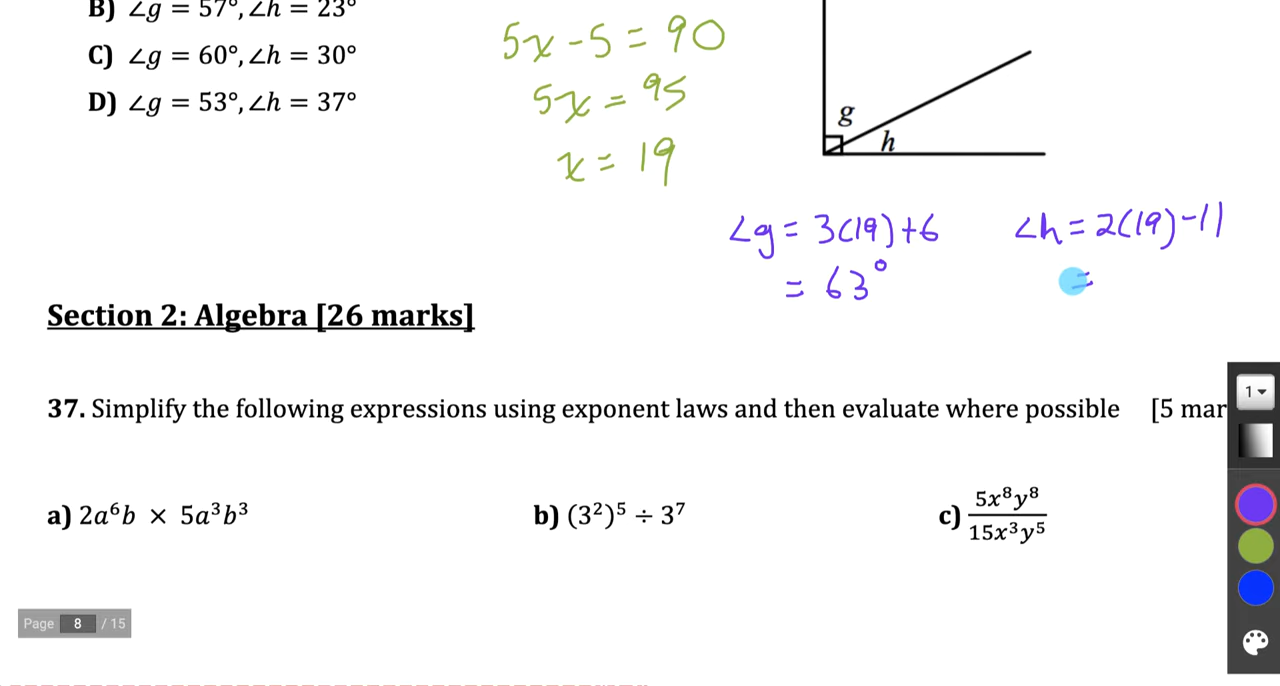 B) ∠g = 57°, ∠h = 23°
C) ∠g = 60°, ∠h = 30°
D) ∠g = 53°, ∠h = 37°
5x - 5 = 90
5x = 95
x = 19
g
h
∠g = 3(19) + 6
= 63°
∠h = 2(19) - 11
=
Section 2: Algebra [26 marks]
37. Simplify the following expressions using exponent laws and then evaluate where possible [5 mar
a) 2a⁶b × 5a³b³
b) (3²)⁵ ÷ 3⁷
c) 5x⁸y⁸
15x³y⁵
Page 8 / 15
1